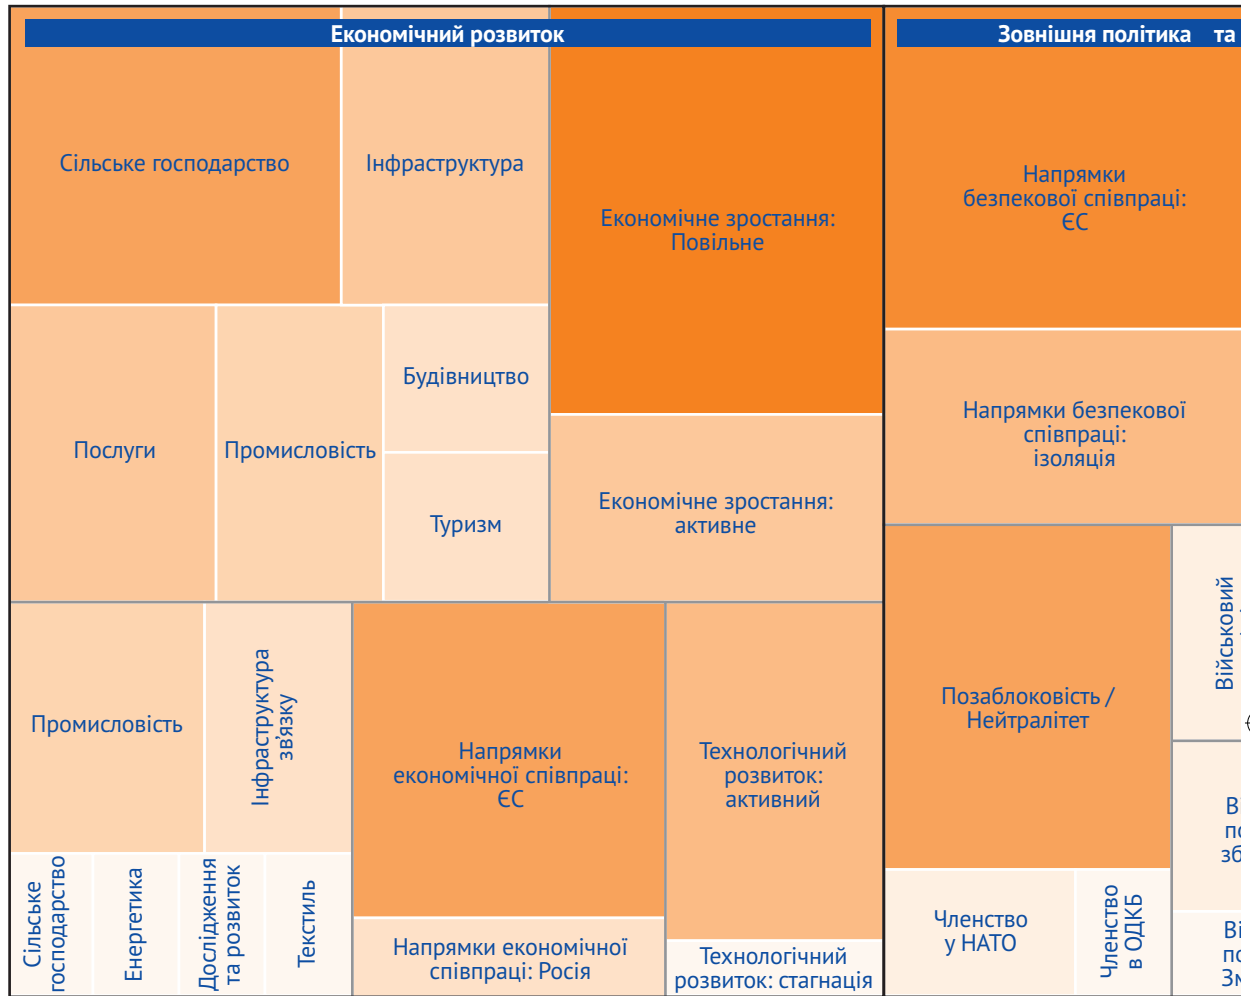 Економічний розвиток
Зовнішня політика та
Сільське господарство
Інфраструктура
Економічне зростання:
Повільне
Напрямки
безпекової співпраці:
ЄС
Послуги
Промисловість
Будівництво
Туризм
Економічне зростання:
активне
Напрямки безпекової
співпраці:
ізоляція
Промисловість
Інфраструктура
зв'язку
Напрямки
економічної співпраці:
ЄС
Технологічний
розвиток:
активний
Позаблоковість /
Нейтралітет
Військовий
Сільське
господарство
Енергетика
Дослідження
та розвиток
Текстиль
Напрямки економічної
співпраці: Росія
Технологічний
розвиток: стагнація
Членство
у НАТО
Членство
в ОДКБ